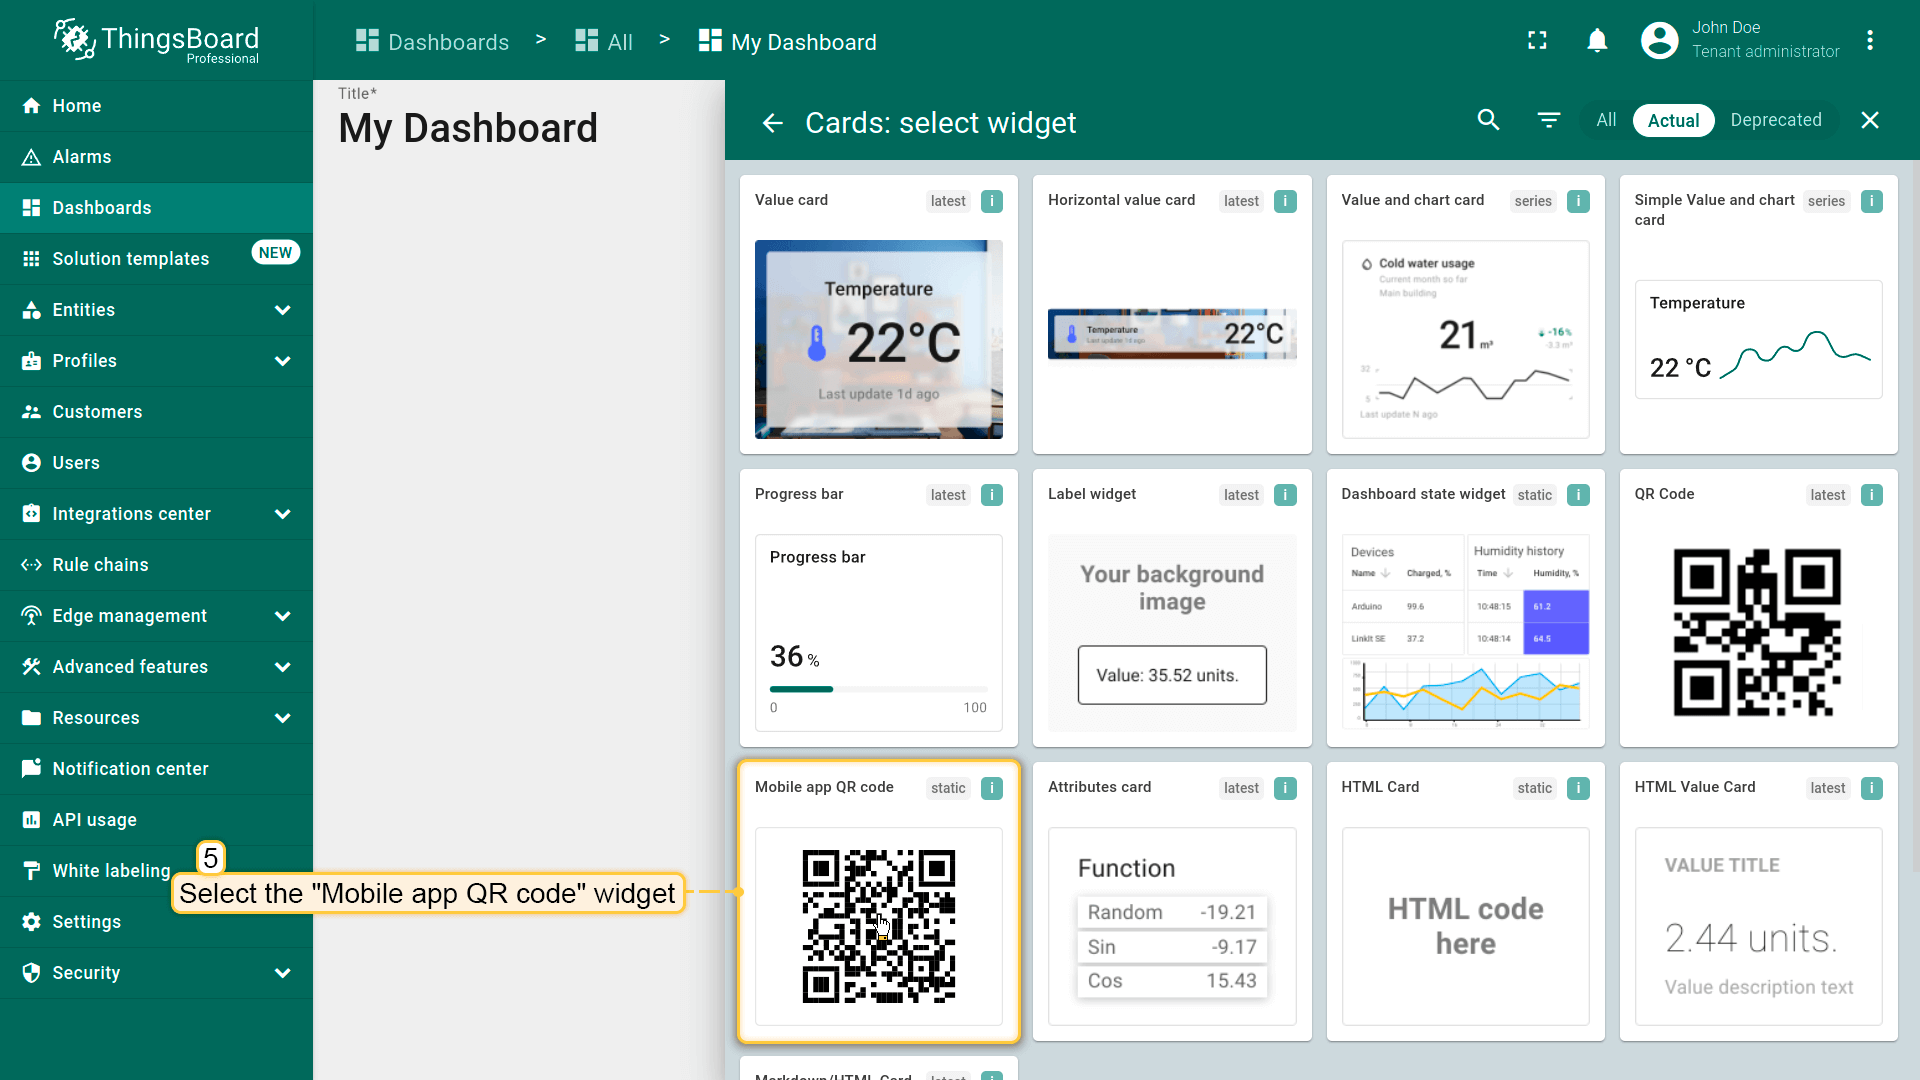 ThingsBoard
Professional
Dashboards > All > My Dashboard
John Doe
Tenant administrator
Home
Alarms
Dashboards
Solution templates NEW
Entities
Profiles
Customers
Users
Integrations center
Rule chains
Edge management
Advanced features
Resources
Notification center
API usage
White labeling
Settings
Security
Title*
My Dashboard
5
Select the "Mobile app QR code" widget
Cards: select widget
All Actual Deprecated
Value card latest i
Temperature
22°C
Last update 1d ago
Horizontal value card latest i
Temperature
Last update 1d ago
22°C
Value and chart card series i
Cold water usage
Current month so far
Main building
21 m³
-16%
-3.3 m³
32
5
Last update N ago
Simple Value and chart card series i
Temperature
22 °C
Progress bar latest i
Progress bar
36 %
0 100
Label widget latest i
Your background
image
Value: 35.52 units.
Dashboard state widget static i
Devices
Name Charged, %
Arduino 99.6
LinkIt SE 37.2
Humidity history
Time Humidity, %
10:48:15 61.2
10:48:14 64.5
QR Code latest i
Mobile app QR code static i
Attributes card latest i
Function
Random -19.21
Sin -9.17
Cos 15.43
HTML Card static i
HTML code
here
HTML Value Card latest i
VALUE TITLE
2.44 units.
Value description text
Markdown/HTML Card latest i